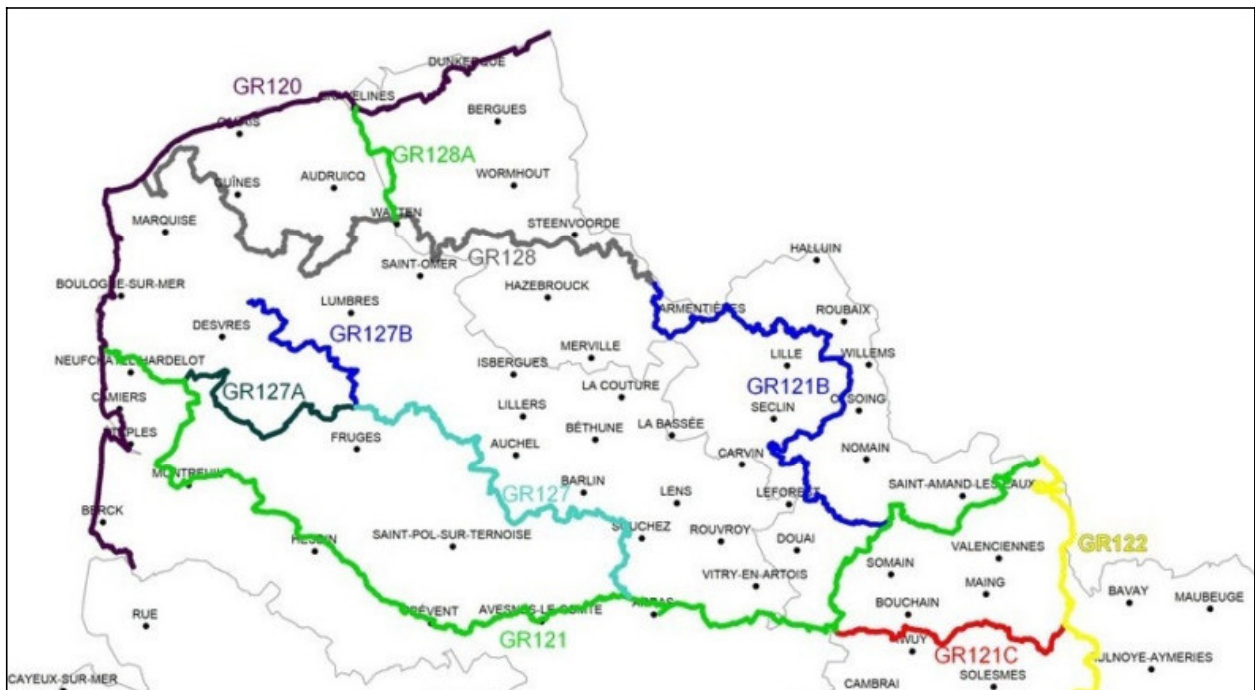 DUNKERQUE
GR120
GRAVELINES
BERGUES
CALAIS
GR128A
AUDRUICQ
WORMHOUT
GUÎNES
MARQUISE
WATTEN
STEENVOORDE
HALLUIN
GR128
SAINT-OMER
BOULOGNE-SUR-MER
HAZEBROUCK
LUMBRES
ARMENTIÈRES
ROUBAIX
DESVRES
GR127B
MERVILLE
LILLE
WILLEMS
NEUFCHATEL-HARDELOT
ISBERGUES
GR127A
LA COUTURE
GR121B
CAMIERS
LILLERS
SECLIN
CYSOING
ETAPLES
FRUGES
AUCHEL
BÉTHUNE
LA BASSÉE
CARVIN
NOMAIN
MONTREUIL
BARLIN
GR127
LENS
LEFOREST
SAINT-AMAND-LES-EAUX
BERCK
HESDIN
SAINT-POL-SUR-TERNOISE
SOUCHEZ
ROUVROY
DOUAI
VALENCIENNES
GR122
SOMAIN
VITRY-EN-ARTOIS
MAING
BAVAY
MAUBEUGE
RUE
FRÉVENT
AVESNES-LE-COMTE
ARRAS
BOUCHAIN
GR121
IWUY
GR121C
AULNOYE-AYMERIES
CAYEUX-SUR-MER
CAMBRAI
SOLESMES